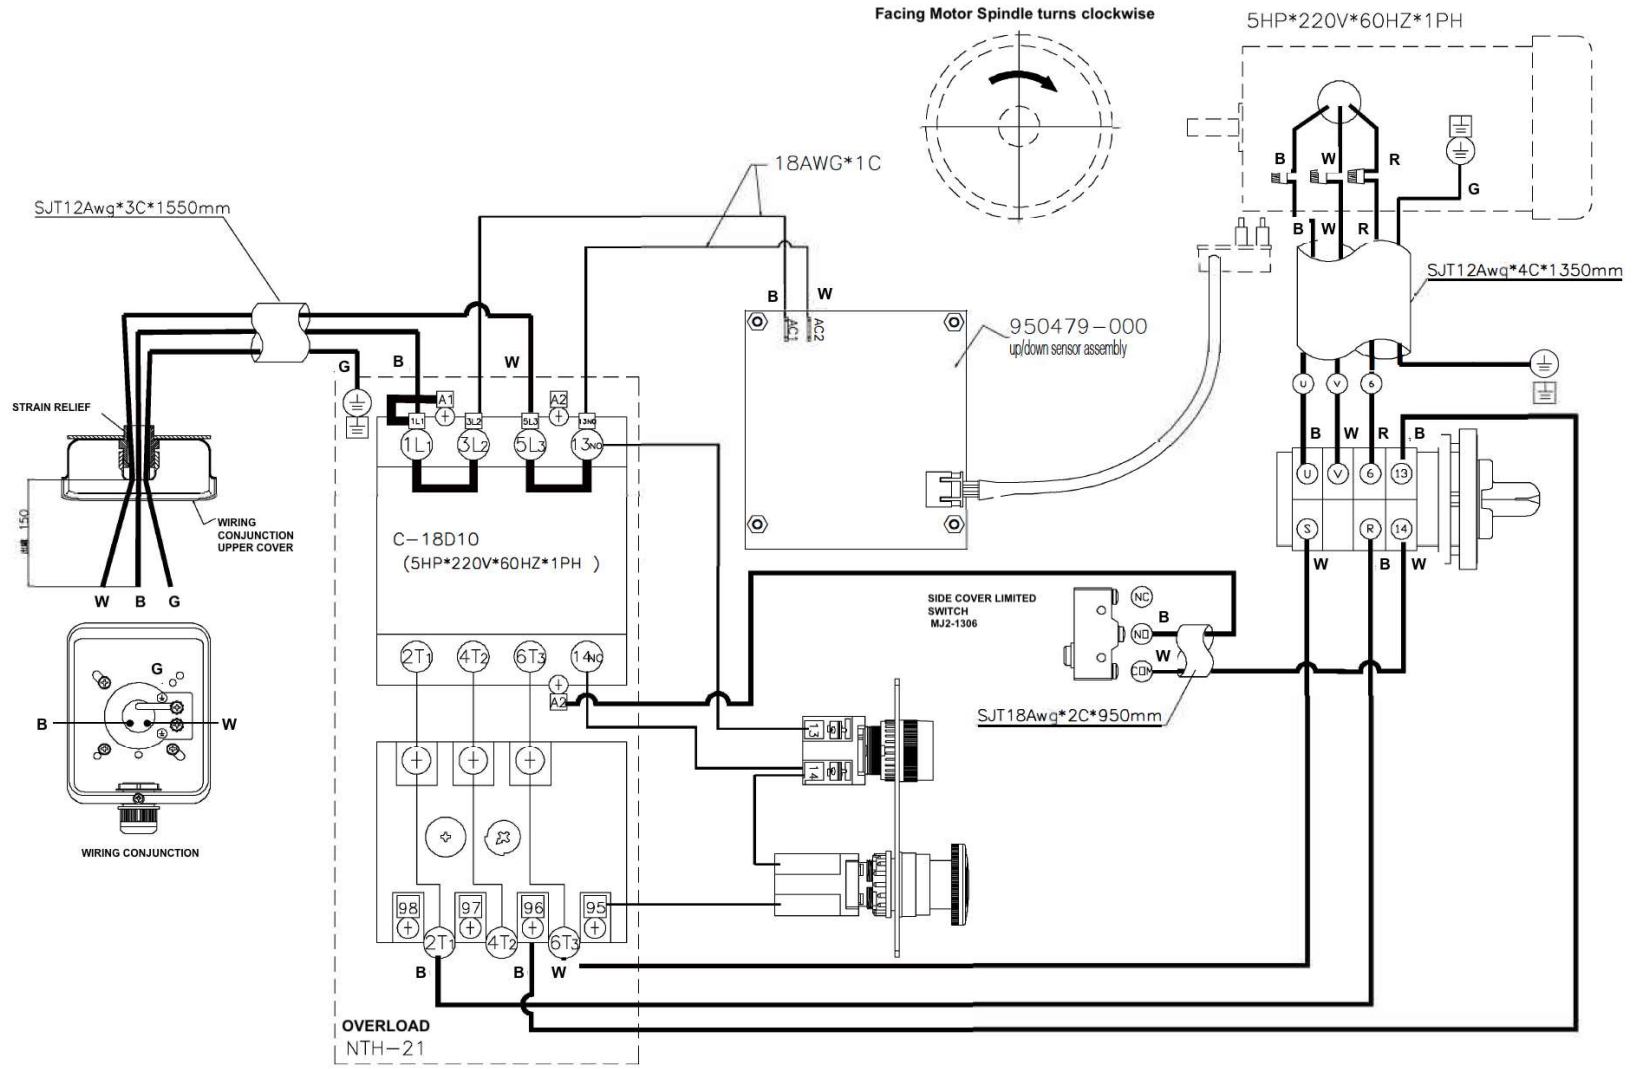 Facing Motor Spindle turns clockwise
5HP*220V*60HZ*1PH
18AWG*1C
SJT12Awg*3C*1550mm
B
W
R
G
B
W
R
SJT12Awg*4C*1350mm
B
W
AC1
AC2
950479-000
up/down sensor assembly
G
B
W
A1
A2
1L1
3L2
5L3
13NO
1L1
3L2
5L3
13NO
STRAIN RELIEF
150
WIRING
CONJUNCTION
UPPER COVER
W
B
G
C-18D10
(5HP*220V*60HZ*1PH )
U
V
6
B
W
R
B
U
V
6
13
S
R
14
W
B
W
SIDE COVER LIMITED
SWITCH
MJ2-1306
NC
NO
COM
B
W
SJT18Awg*2C*950mm
2T1
4T2
6T3
14NO
A2
13
14
G
B
W
WIRING CONJUNCTION
98
97
96
95
2T1
4T2
6T3
B
B
W
OVERLOAD
NTH-21